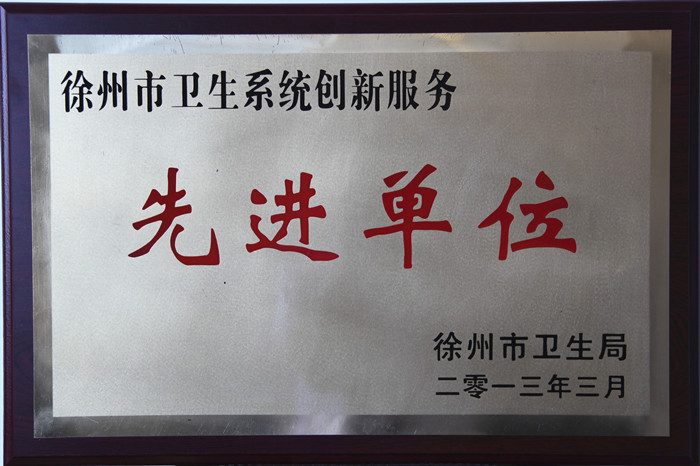 徐州市卫生系统创新服务
先进单位
徐州市卫生局
二零一三年三月